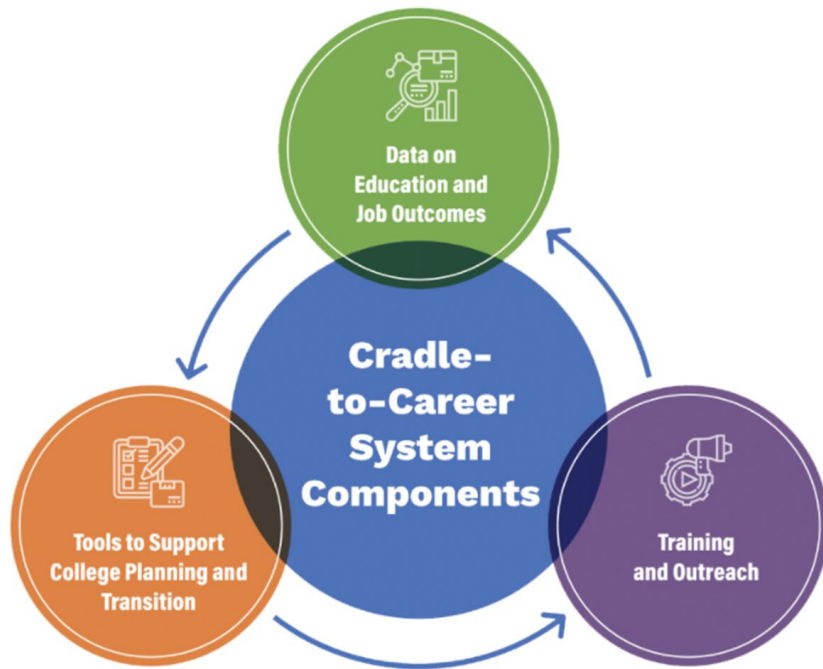 Data on
Education and
Job Outcomes
Cradle-
to-Career
System
Components
Tools to Support
College Planning and
Transition
Training
and Outreach